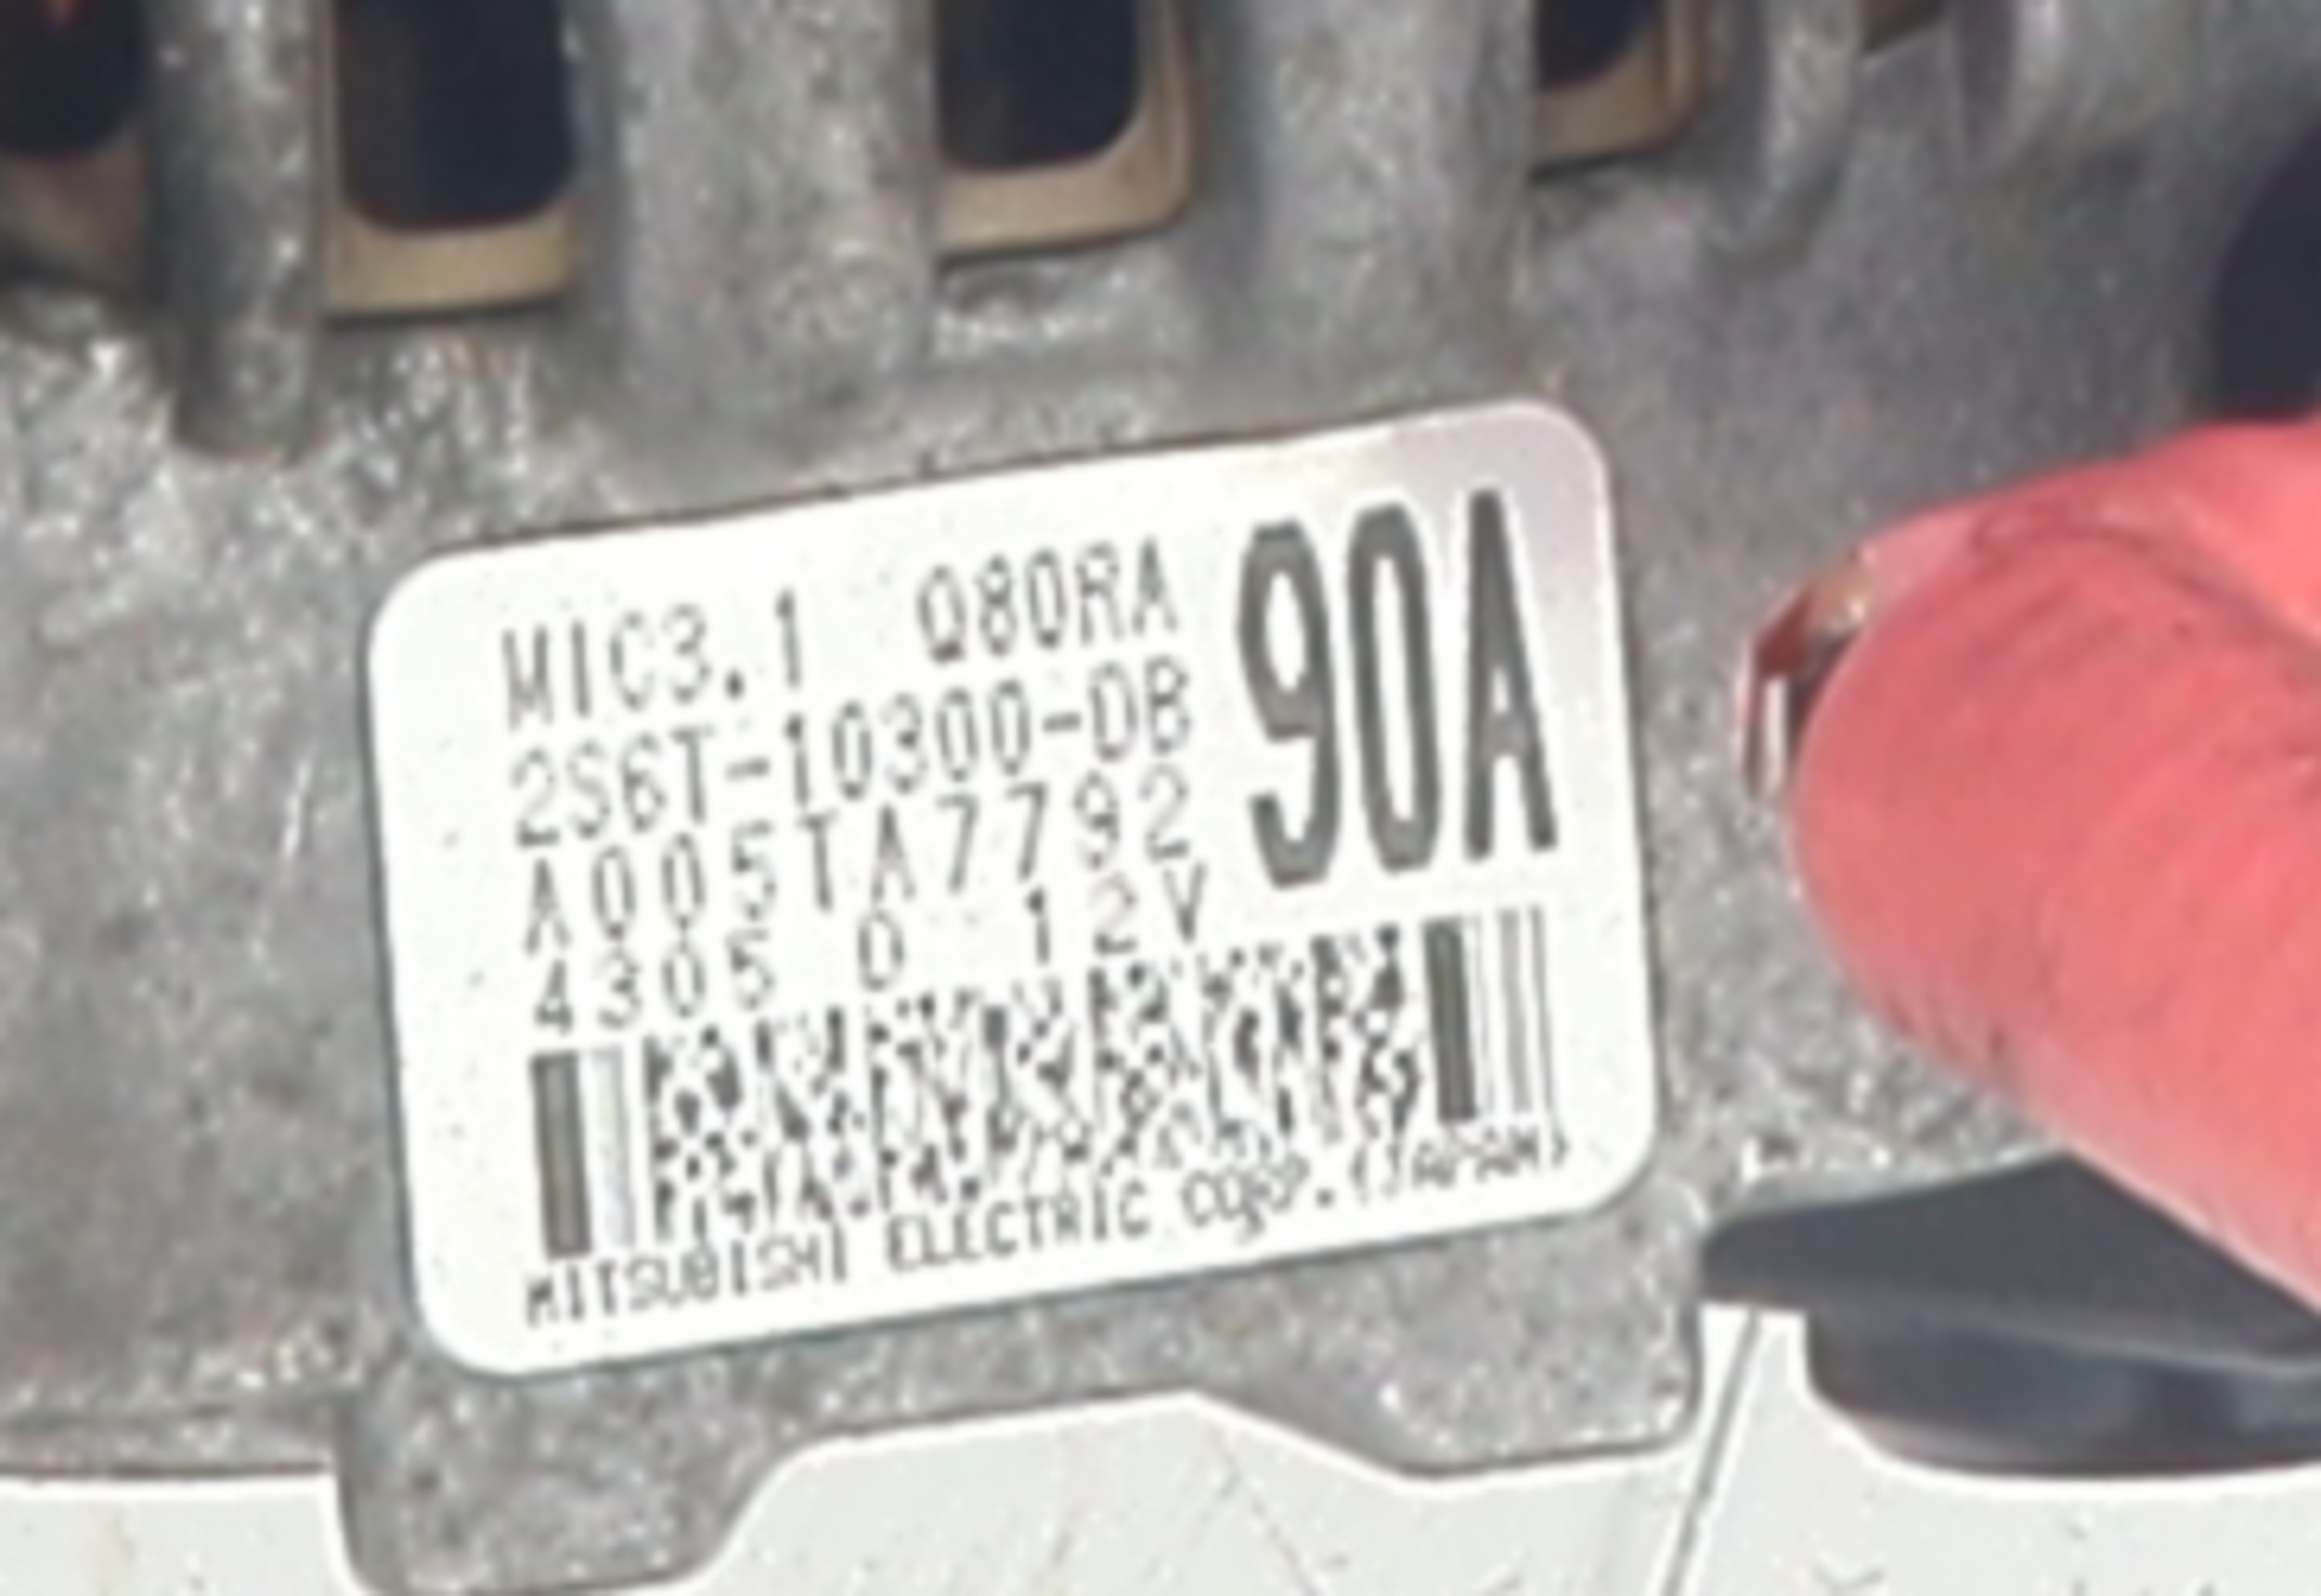 MIC3.1 Q80RA 90A
2S6T-10300-DB
A005TA7792
4305 D 12V
MITSUBISHI ELECTRIC CORP.(JAPAN)